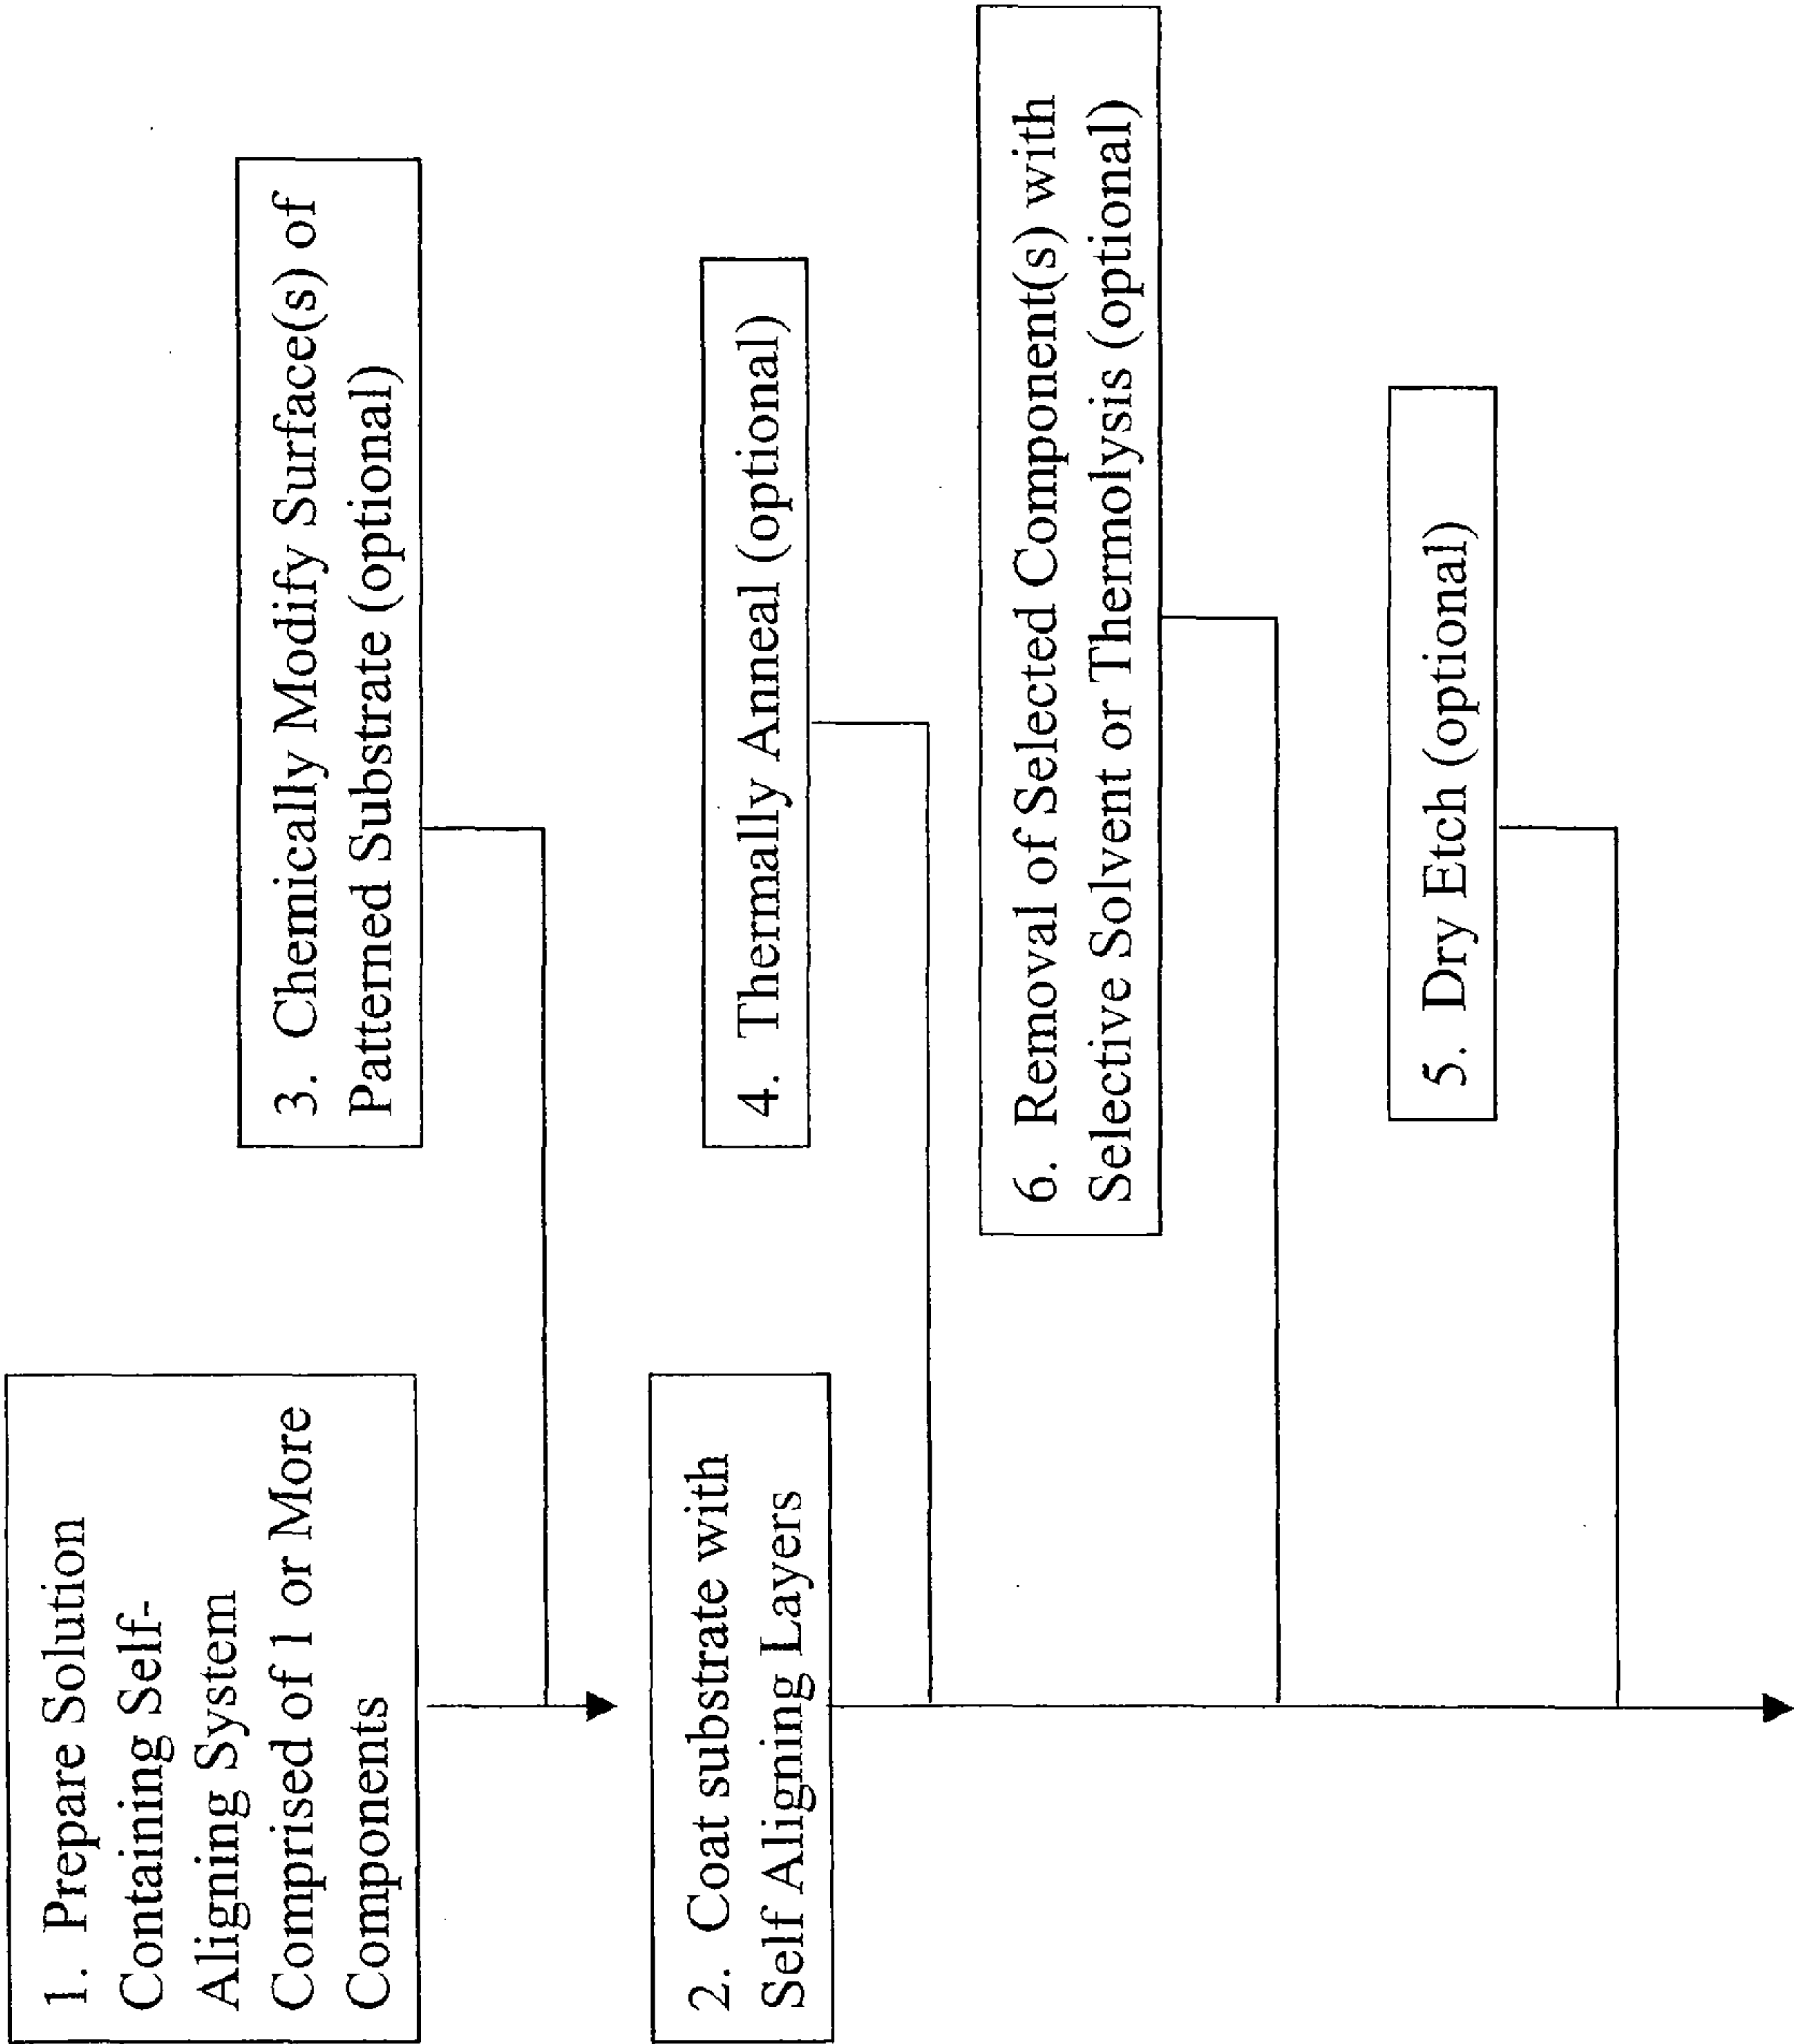 1. Prepare Solution
Containing Self-
Aligning System
Comprised of 1 or More
Components
3. Chemically Modify Surface(s) of
Patterned Substrate (optional)
2. Coat substrate with
Self Aligning Layers
4. Thermally Anneal (optional)
6. Removal of Selected Component(s) with
Selective Solvent or Thermolysis (optional)
5. Dry Etch (optional)